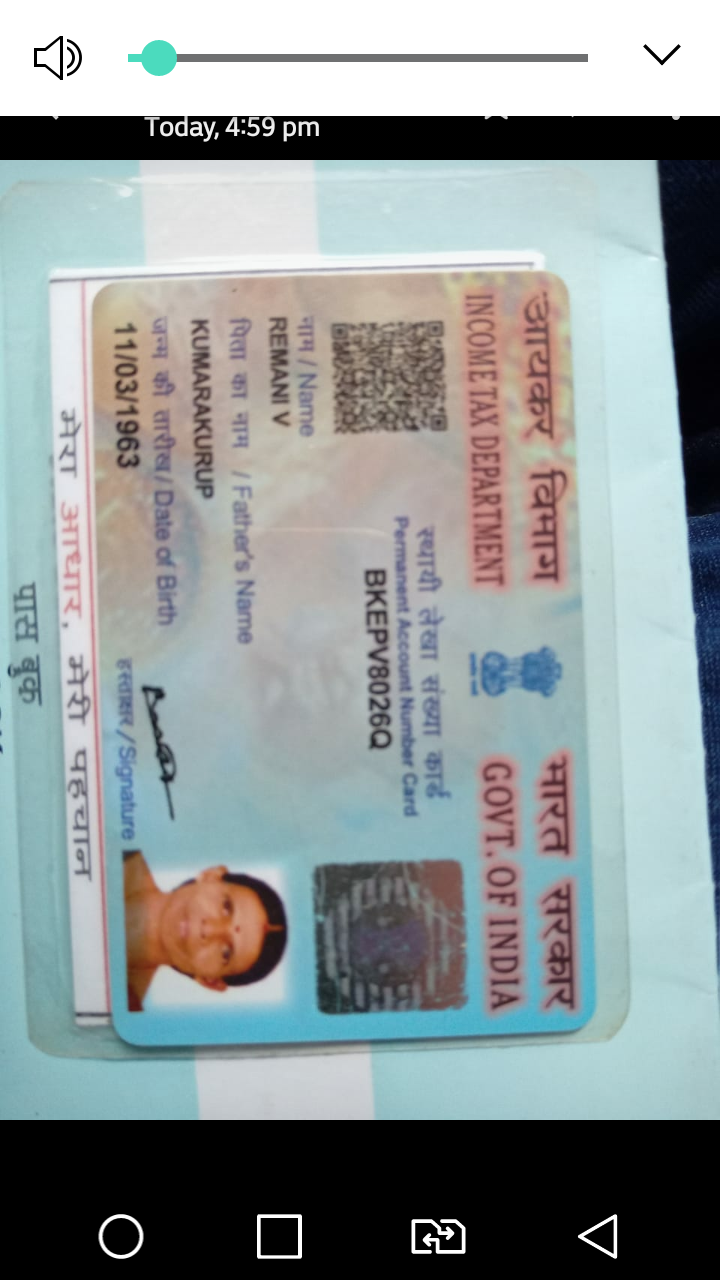 Today, 4:59 pm
आयकर विभाग
INCOME TAX DEPARTMENT
भारत सरकार
GOVT. OF INDIA
स्थायी लेखा संख्या कार्ड
Permanent Account Number Card
BKEPV8026Q
नाम / Name
REMANI V
पिता का नाम / Father's Name
KUMARAKURUP
जन्म की तारीख / Date of Birth
11/03/1963
हस्ताक्षर / Signature
मेरा आधार, मेरी पहचान
पास बुक